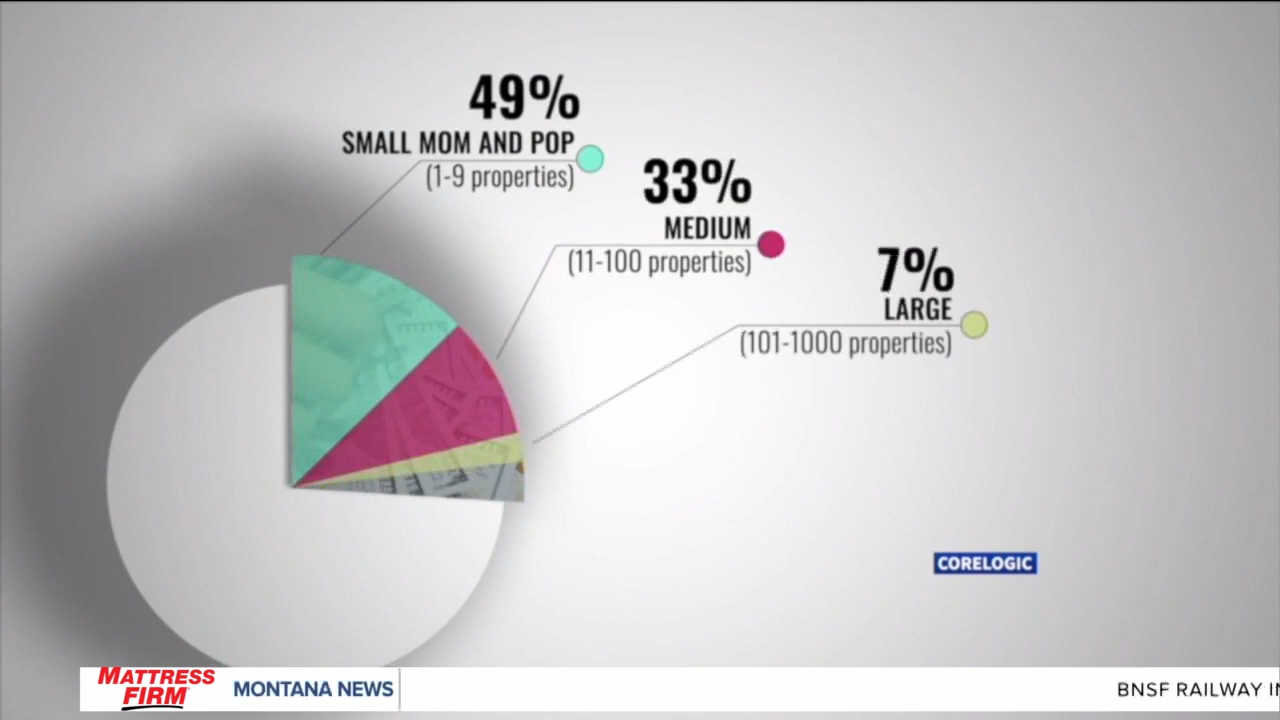 49%
SMALL MOM AND POP
(1-9 properties)
33%
MEDIUM
(11-100 properties)
7%
LARGE
(101-1000 properties)
CORELOGIC
MATTRESS
FIRM
MONTANA NEWS
BNSF RAILWAY